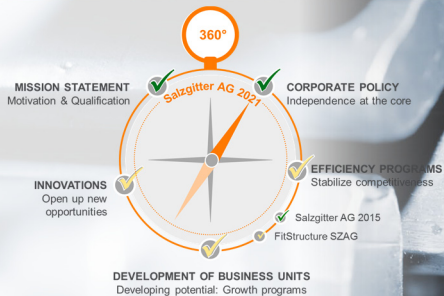 360°
Salzgitter AG 2021
MISSION STATEMENT
Motivation & Qualification
CORPORATE POLICY
Independence at the core
EFFICIENCY PROGRAMS
Stabilize competitiveness
INNOVATIONS
Open up new
opportunities
Salzgitter AG 2015
FitStructure SZAG
DEVELOPMENT OF BUSINESS UNITS
Developing potential: Growth programs